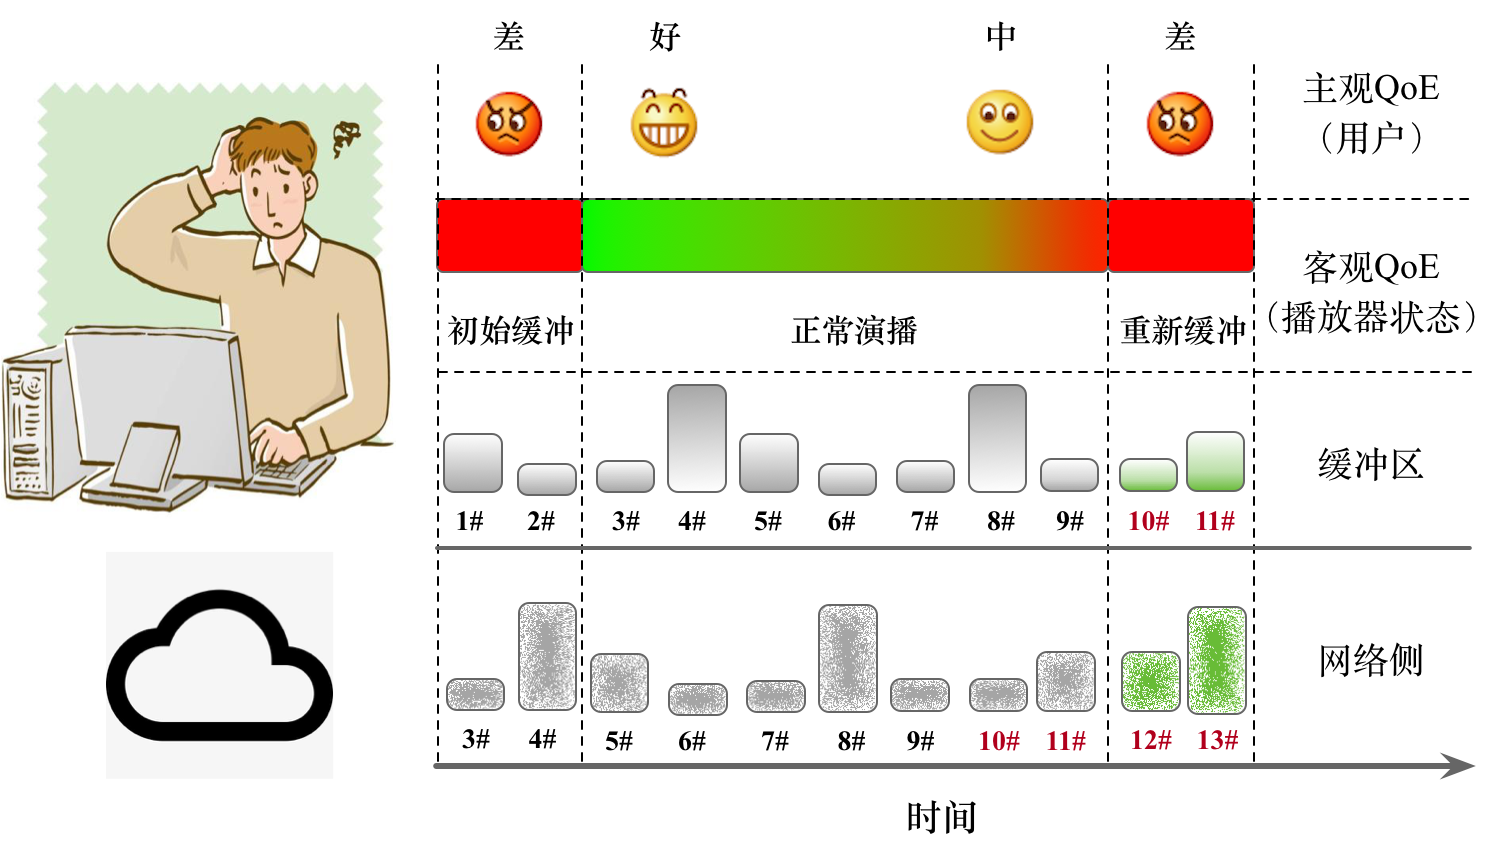 差
好
中
差
主观QoE
（用户）
客观QoE
（播放器状态）
初始缓冲
正常演播
重新缓冲
缓冲区
1#
2#
3#
4#
5#
6#
7#
8#
9#
10#
11#
网络侧
3#
4#
5#
6#
7#
8#
9#
10#
11#
12#
13#
时间